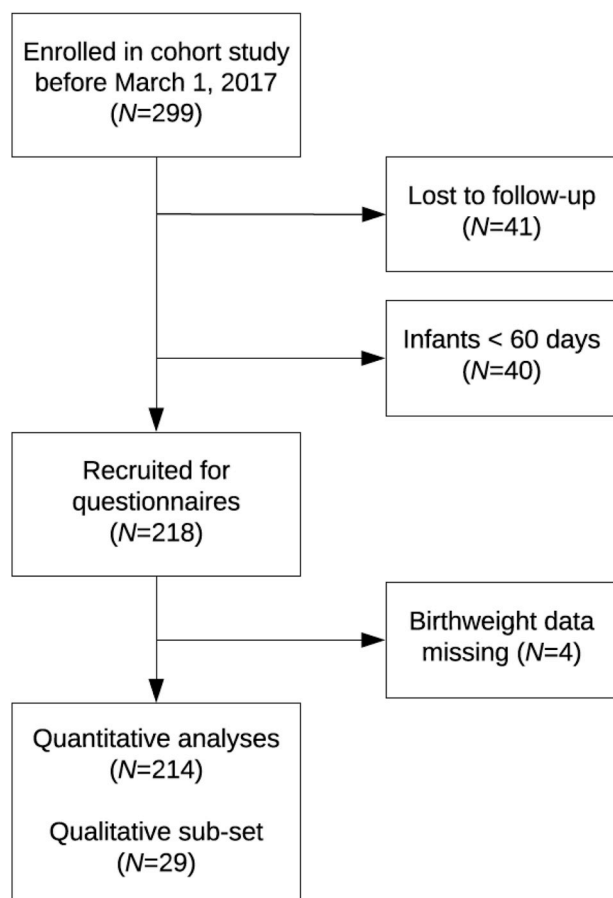 Enrolled in cohort study
before March 1, 2017
(N=299)
Lost to follow-up
(N=41)
Infants < 60 days
(N=40)
Recruited for
questionnaires
(N=218)
Birthweight data
missing (N=4)
Quantitative analyses
(N=214)
Qualitative sub-set
(N=29)